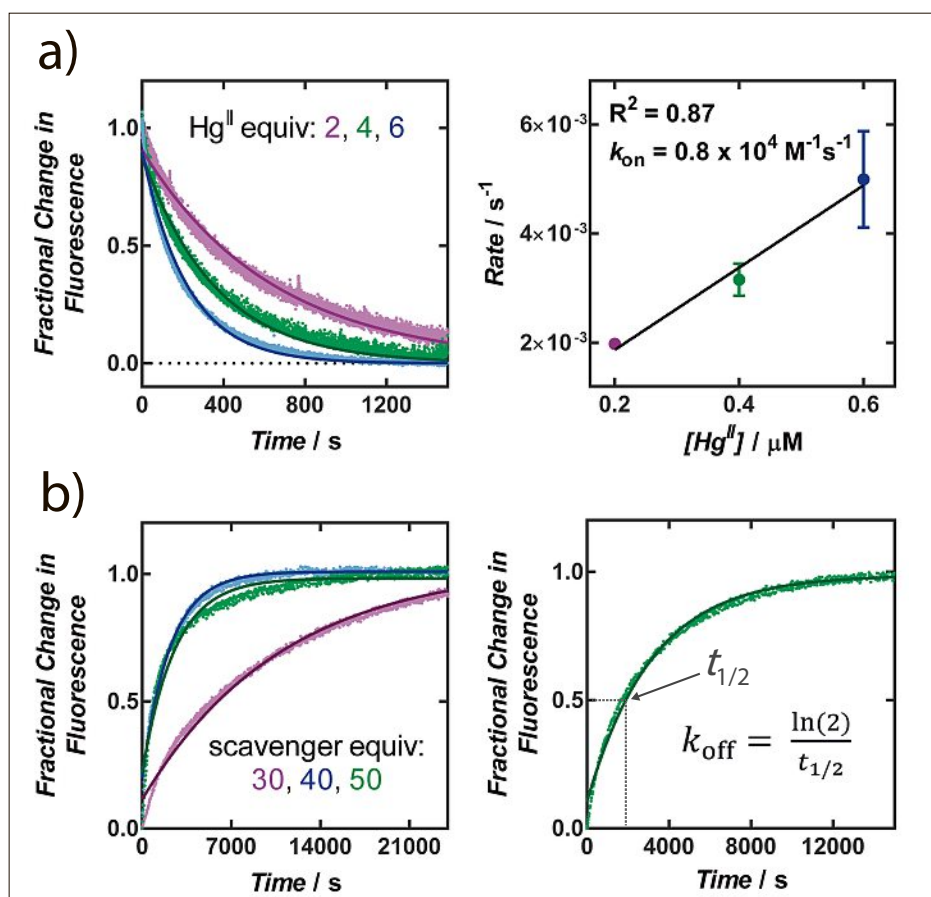 a)
Fractional Change in
Fluorescence
1.0
0.5
0.0
Hg^II equiv: 2, 4, 6
0
400
800
1200
Time / s
Rate / s⁻¹
6×10⁻³
4×10⁻³
2×10⁻³
R² = 0.87
k_on = 0.8 x 10⁴ M⁻¹s⁻¹
0.2
0.4
0.6
[Hg^II] / μM
b)
Fractional Change in
Fluorescence
1.0
0.5
0.0
scavenger equiv:
30, 40, 50
0
7000
14000
21000
Time / s
Fractional Change in
Fluorescence
1.0
0.5
0.0
t_1/2
k_off = ln(2) / t_1/2
0
4000
8000
12000
Time / s